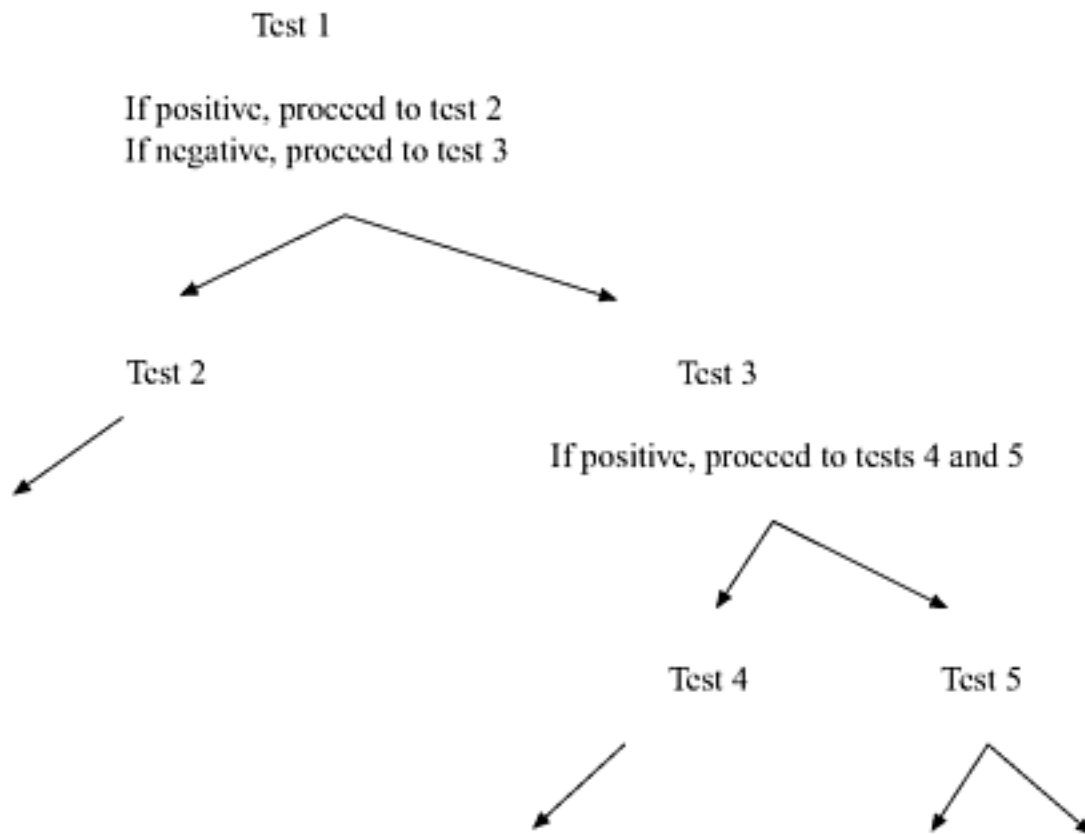 Test 1
If positive, proceed to test 2
If negative, proceed to test 3
Test 2
Test 3
If positive, proceed to tests 4 and 5
Test 4
Test 5